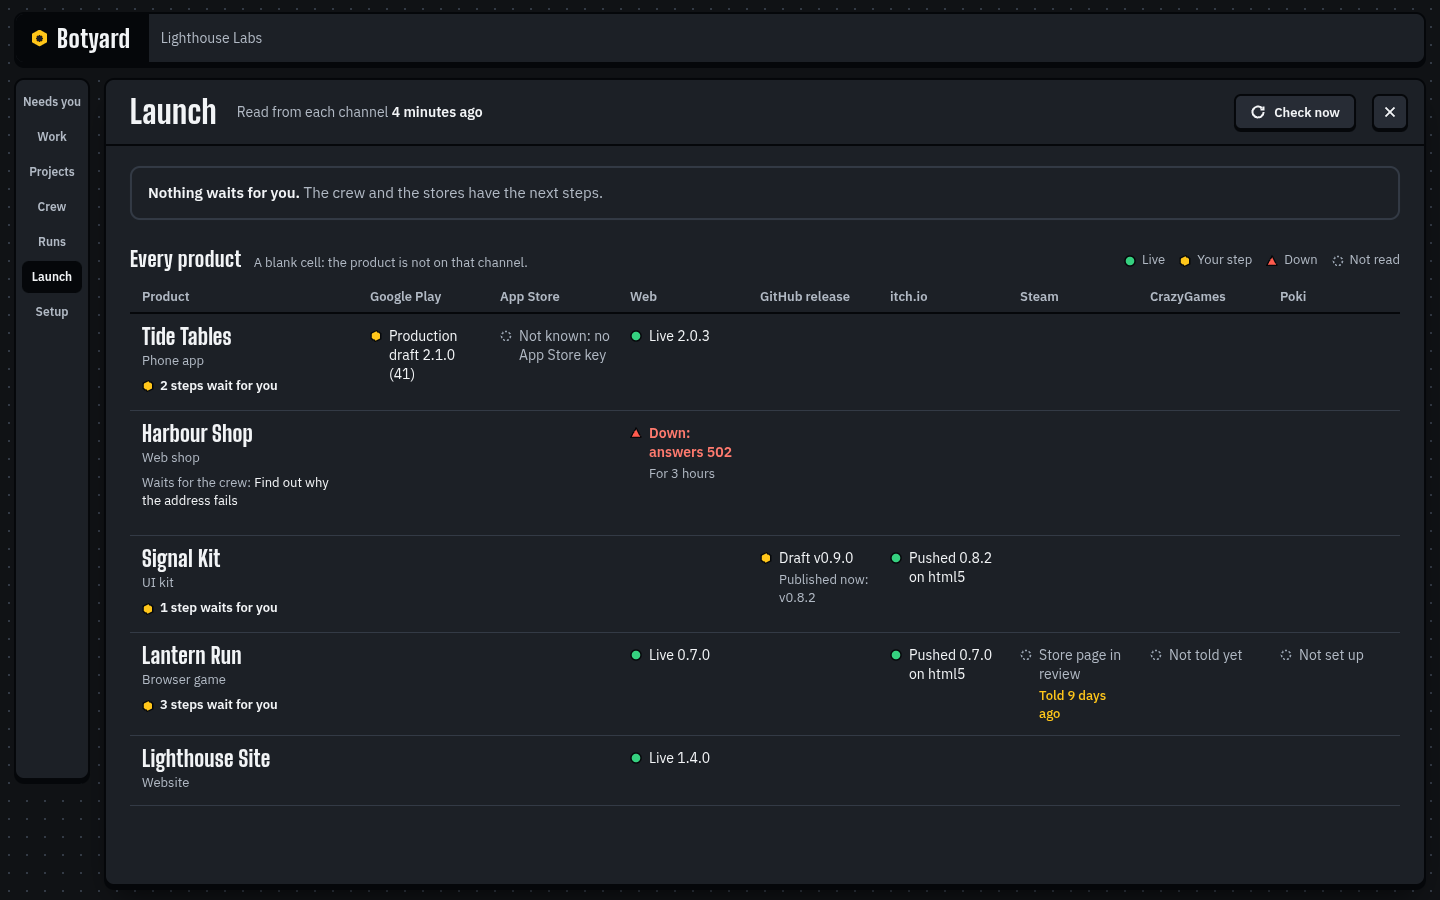 Botyard
Lighthouse Labs
Needs you
Work
Projects
Crew
Runs
Launch
Setup
Launch
Read from each channel 4 minutes ago
Check now
Nothing waits for you. The crew and the stores have the next steps.
Every product
A blank cell: the product is not on that channel.
Live
Your step
Down
Not read
Product
Google Play
App Store
Web
GitHub release
itch.io
Steam
CrazyGames
Poki
Tide Tables
Phone app
2 steps wait for you
Production
draft 2.1.0
(41)
Not known: no
App Store key
Live 2.0.3
Harbour Shop
Web shop
Waits for the crew: Find out why
the address fails
Down:
answers 502
For 3 hours
Signal Kit
UI kit
1 step waits for you
Draft v0.9.0
Published now:
v0.8.2
Pushed 0.8.2
on html5
Lantern Run
Browser game
3 steps wait for you
Live 0.7.0
Pushed 0.7.0
on html5
Store page in
review
Told 9 days
ago
Not told yet
Not set up
Lighthouse Site
Website
Live 1.4.0